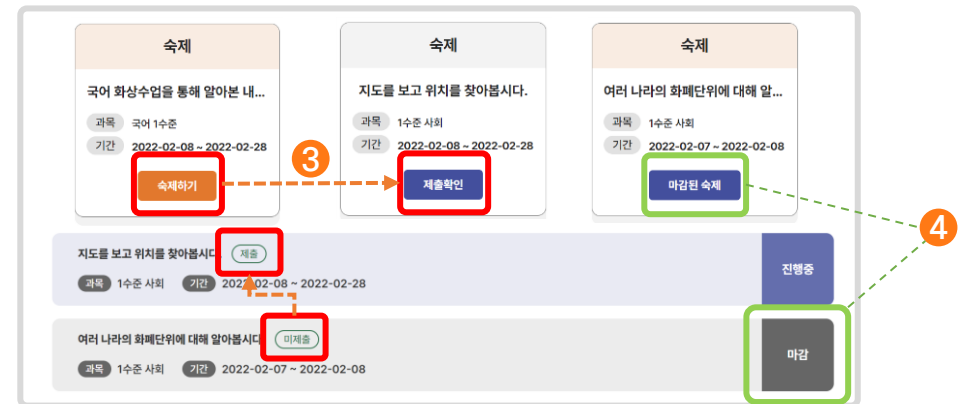 숙제
국어 화상수업을 통해 알아본 내...
과목 국어 1수준
기간 2022-02-08 ~ 2022-02-28
숙제하기
3
숙제
지도를 보고 위치를 찾아봅시다.
과목 1수준 사회
기간 2022-02-08 ~ 2022-02-28
제출확인
숙제
여러 나라의 화폐단위에 대해 알...
과목 1수준 사회
기간 2022-02-07 ~ 2022-02-08
마감된 숙제
4
지도를 보고 위치를 찾아봅시다. 제출
과목 1수준 사회 기간 2022-02-08 ~ 2022-02-28
진행중
여러 나라의 화폐단위에 대해 알아봅시다 미제출
과목 1수준 사회 기간 2022-02-07 ~ 2022-02-08
마감